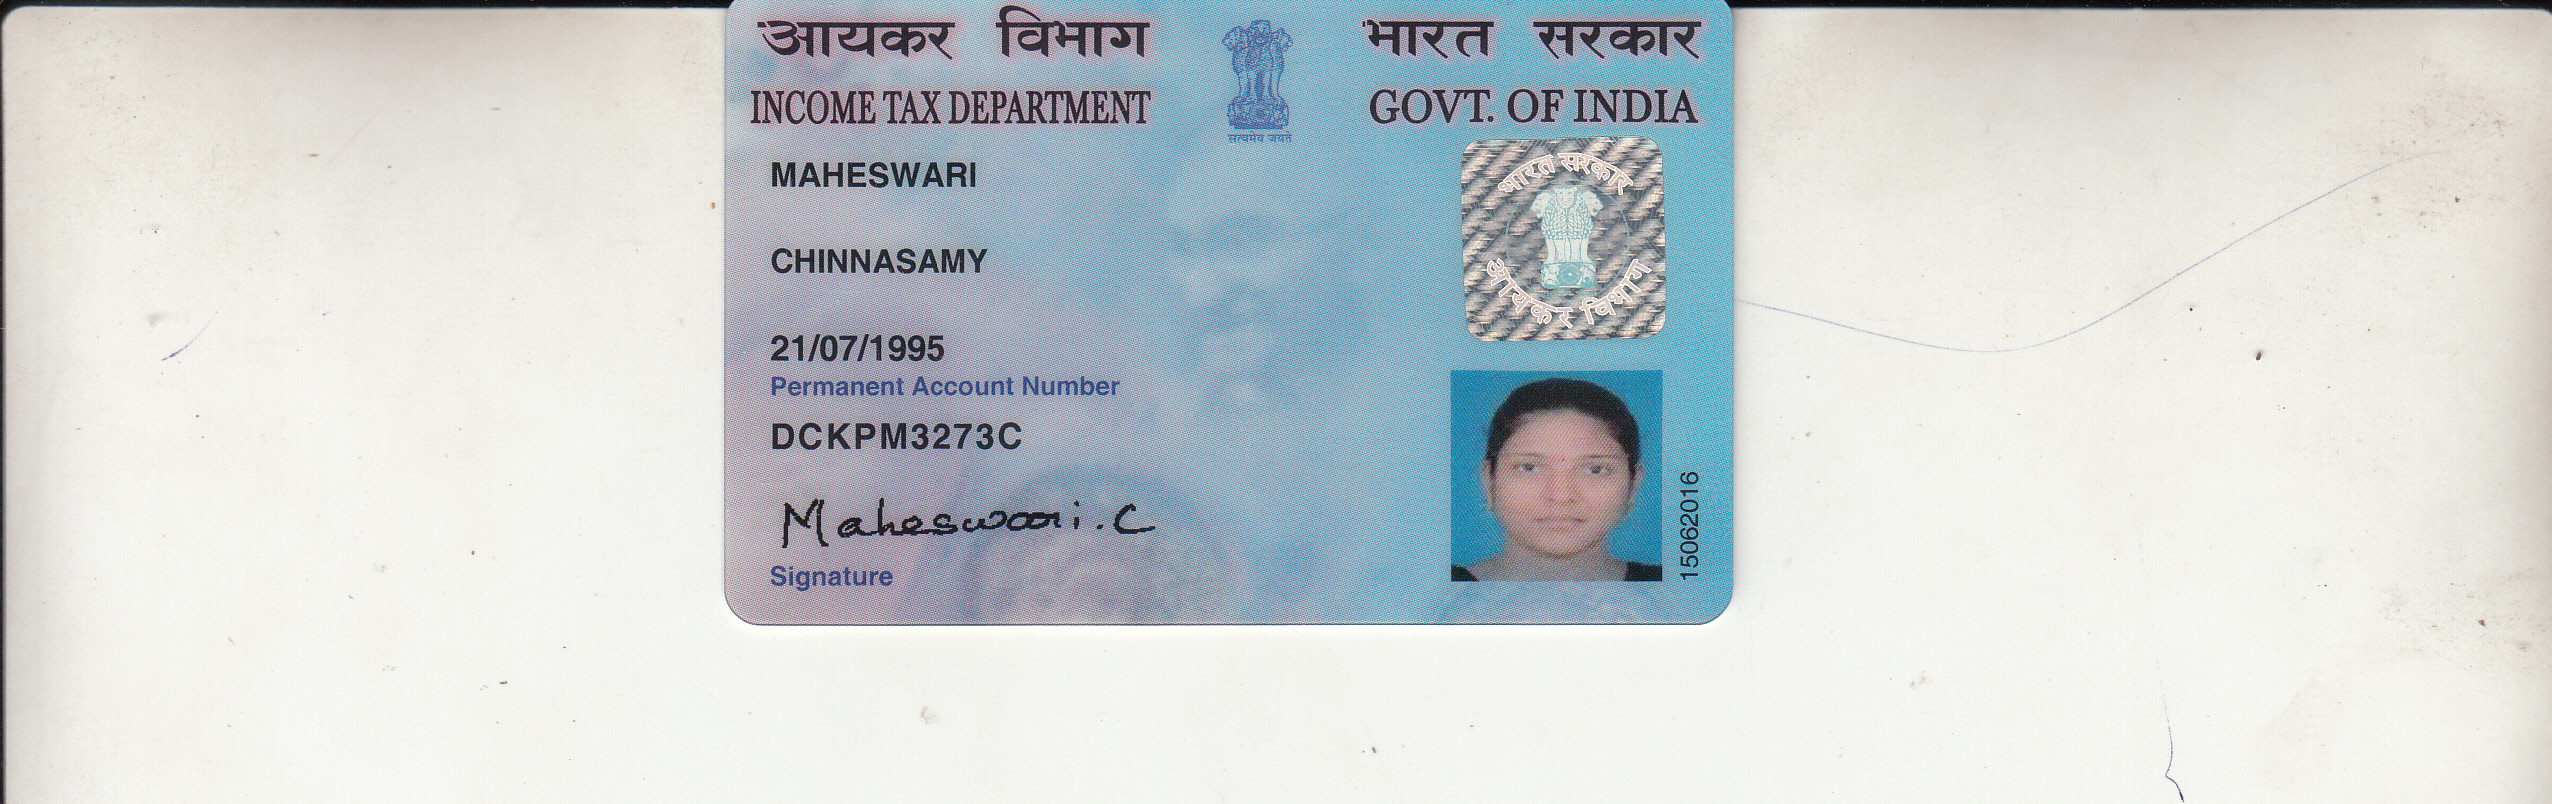 आयकर विभाग
INCOME TAX DEPARTMENT
सत्यमेव जयते
भारत सरकार
GOVT. OF INDIA
भारत सरकार
आयकर विभाग
MAHESWARI
CHINNASAMY
21/07/1995
Permanent Account Number
DCKPM3273C
Maheswari.C
Signature
15062016